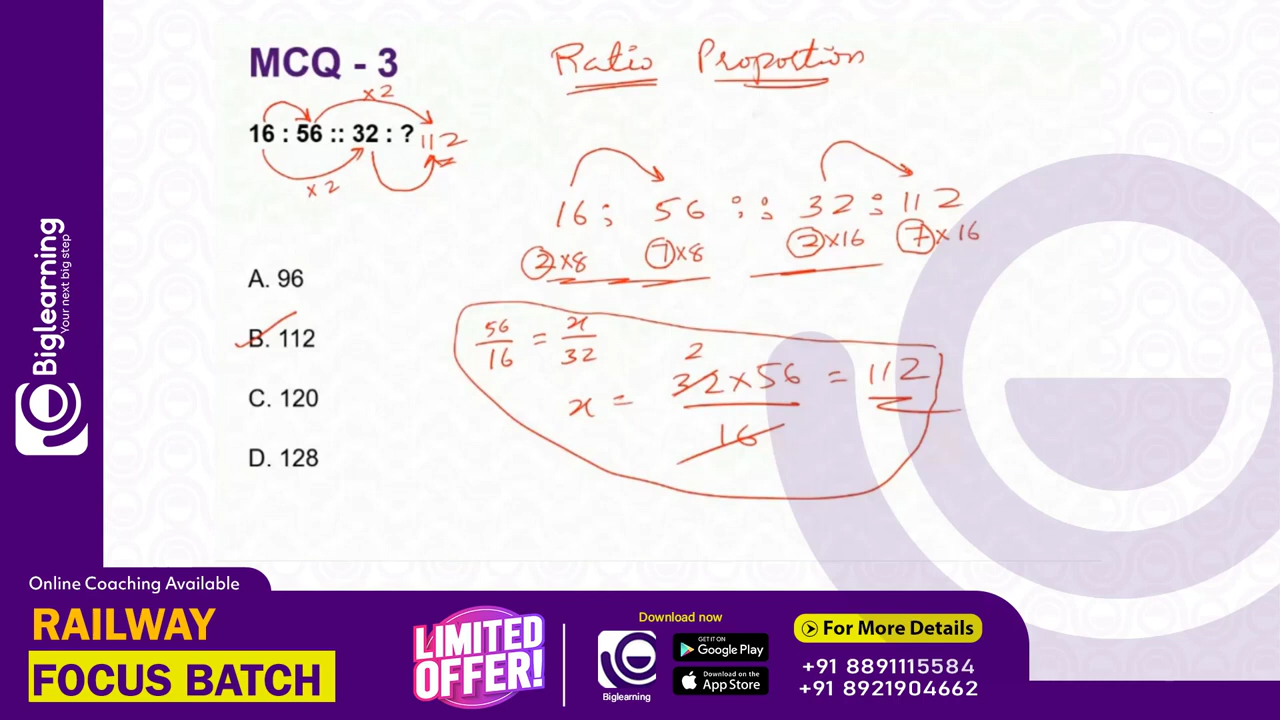 MCQ - 3
Ratio Proportion
×2
16 : 56 :: 32 : ? 112
×2
16 : 56 :: 32 : 112
2×8 7×8 2×16 7×16
A. 96
B. 112
C. 120
D. 128
56/16 = x/32
2
x = 32×56/16 = 112
Biglearning
Your next big step
Online Coaching Available
RAILWAY
FOCUS BATCH
LIMITED
OFFER!
Download now
Biglearning
GET IT ON
Google Play
Download on the
App Store
For More Details
+91 8891115584
+91 8921904662